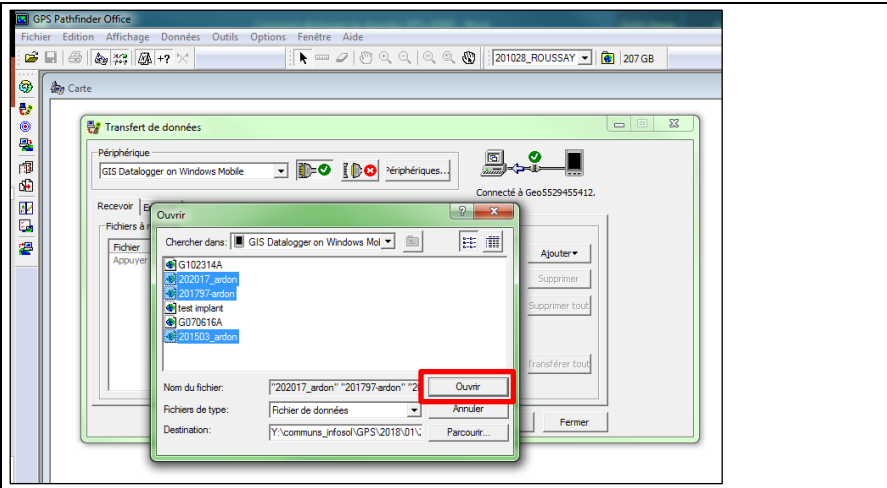 GPS Pathfinder Office
Fichier Edition Affichage Données Outils Options Fenêtre Aide
+? 201028_ROUSSAY 207 GB
Carte
Transfert de données
Périphérique
GIS Datalogger on Windows Mobile
?ériphériques...
Connecté à Geo5529455412.
Recevoir
Fichiers à
Fichier
Appuyer
Ajouter
Supprimer
Supprimer tout
Transférer tout
Fermer
Ouvrir
Chercher dans: GIS Datalogger on Windows Mol
G102314A
202017_ardon
201797-ardon
test implant
G070616A
201503_ardon
Nom du fichier: "202017_ardon" "201797-ardon" "2 Ouvrir
Fichiers de type: Fichier de données Annuler
Destination: Y:\communs_infosol\GPS\2018\01\ Parcourir...